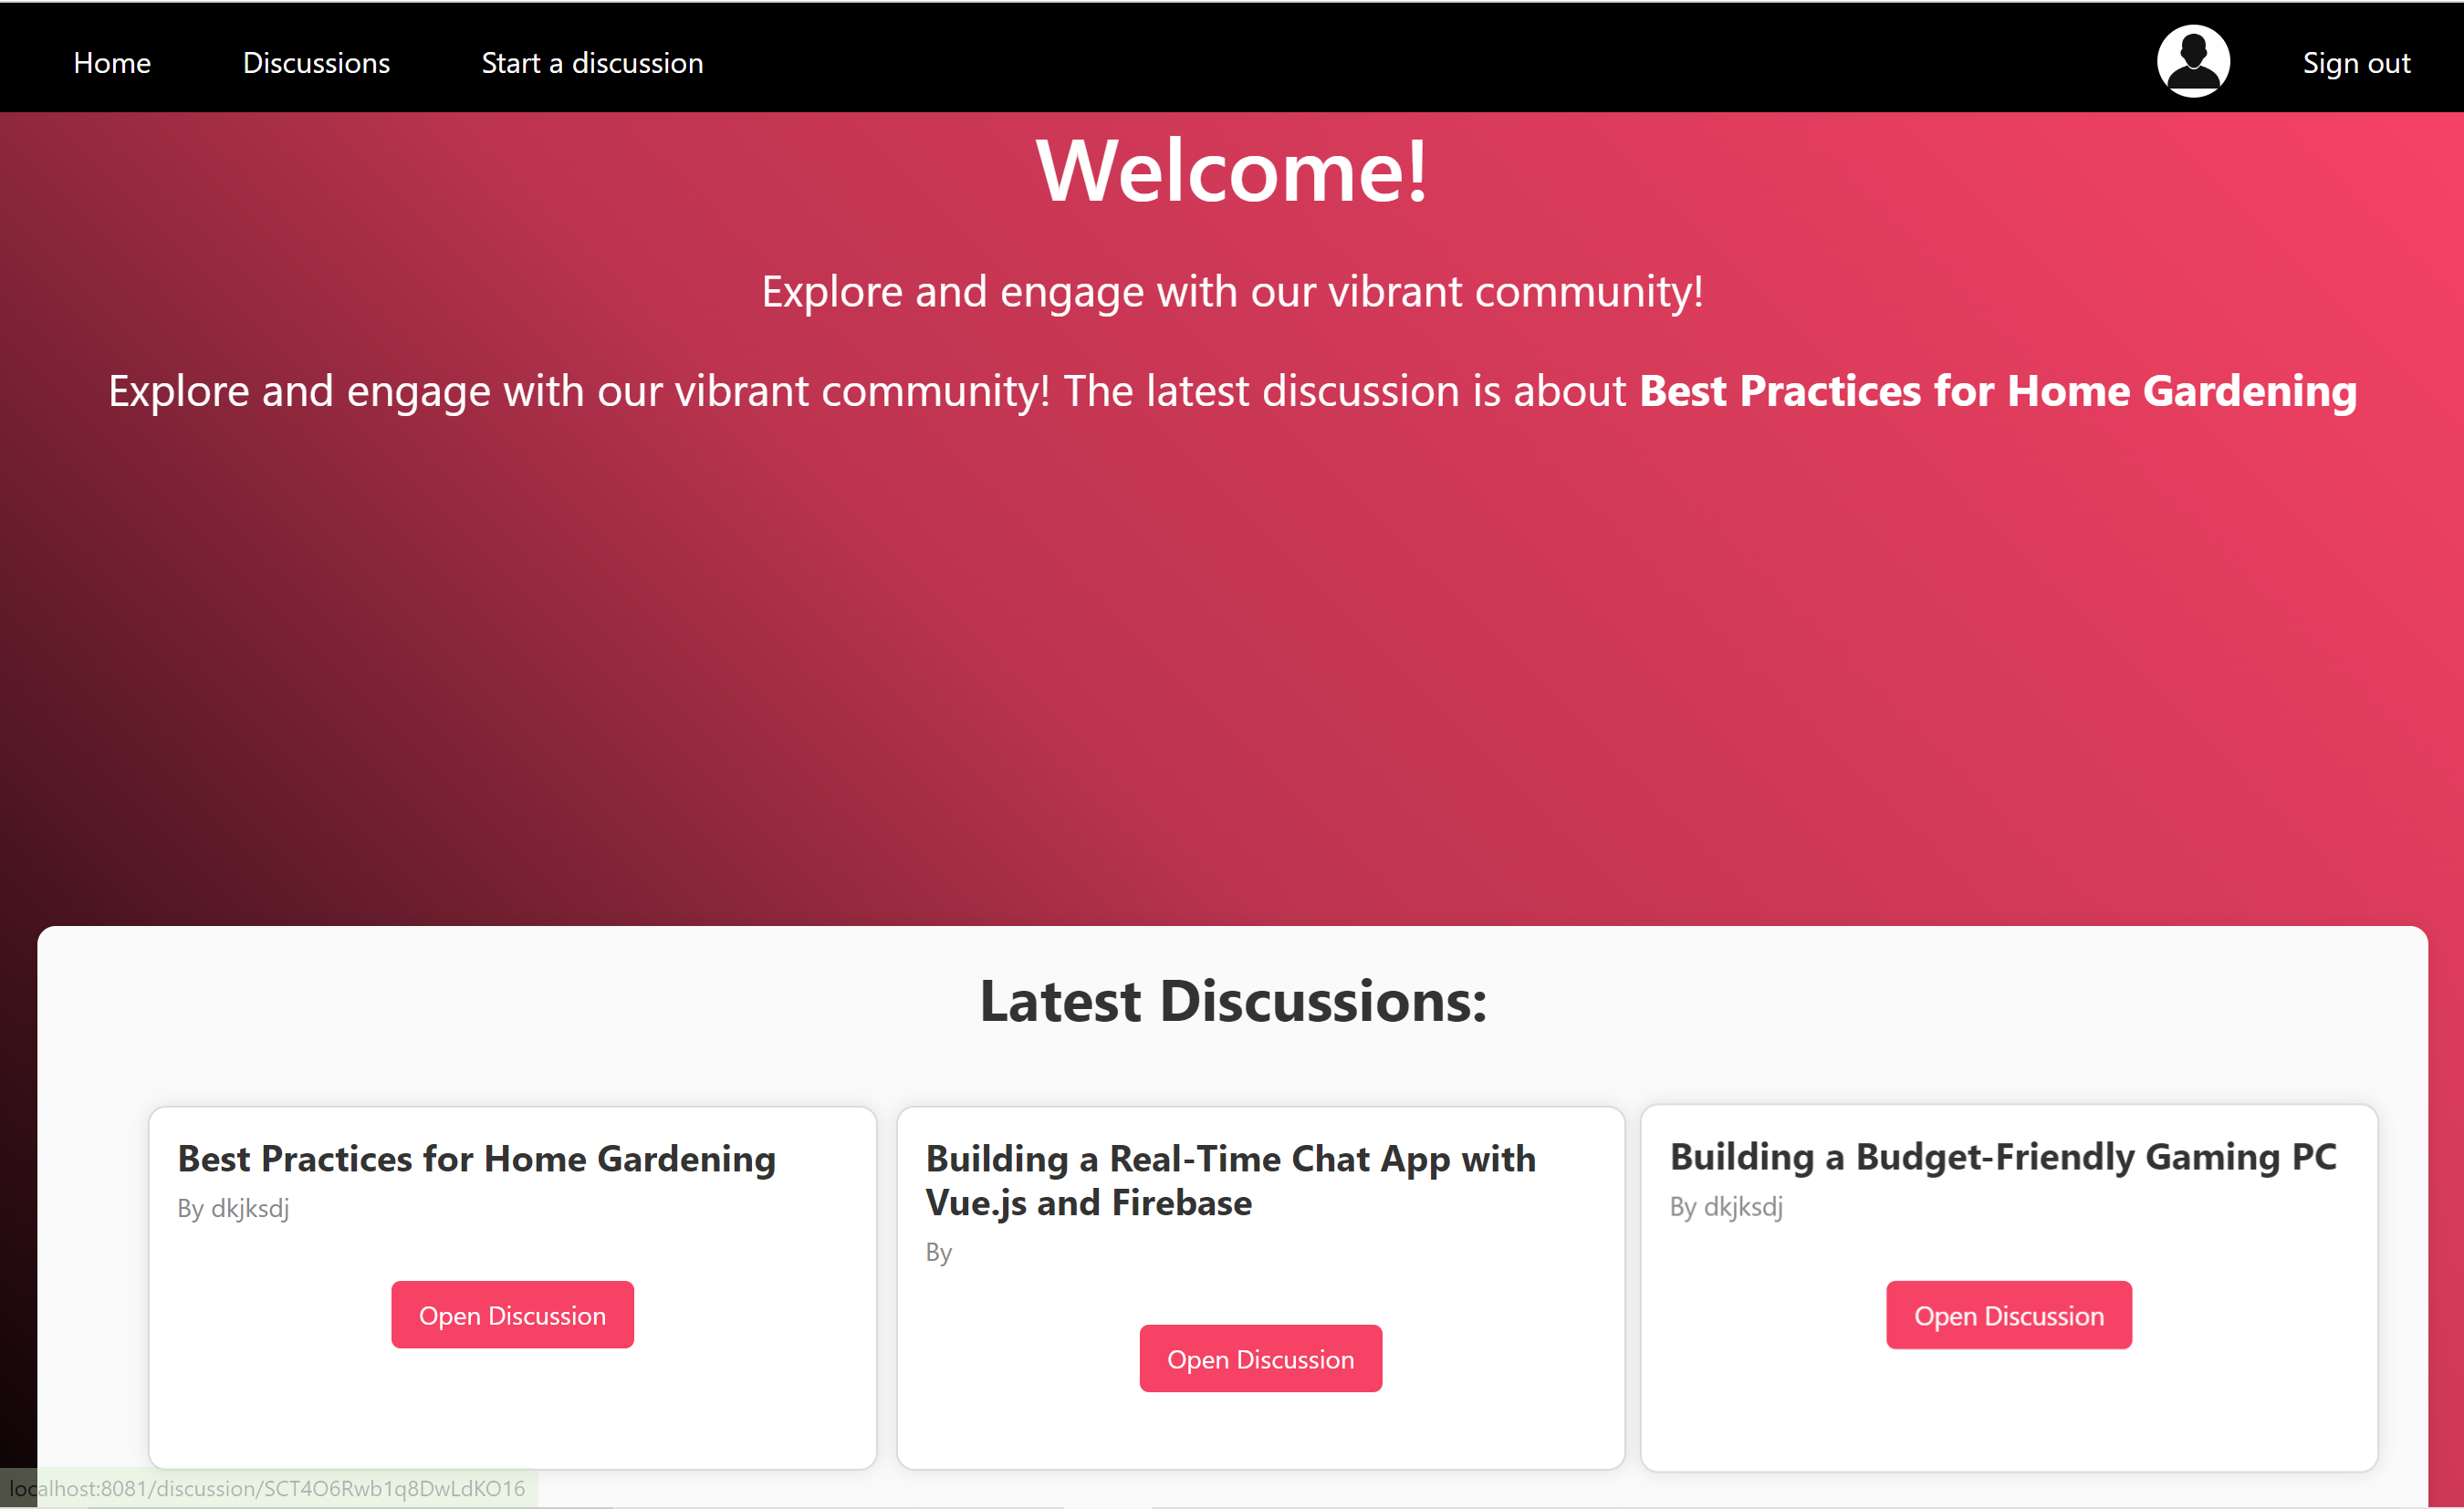 Home Discussions Start a discussion Sign out
Welcome!
Explore and engage with our vibrant community!
Explore and engage with our vibrant community! The latest discussion is about Best Practices for Home Gardening
Latest Discussions:
Best Practices for Home Gardening
By dkjksdj
Open Discussion
Building a Real-Time Chat App with
Vue.js and Firebase
By
Open Discussion
Building a Budget-Friendly Gaming PC
By dkjksdj
Open Discussion
localhost:8081/discussion/SCT4O6Rwb1q8DwLdKO16